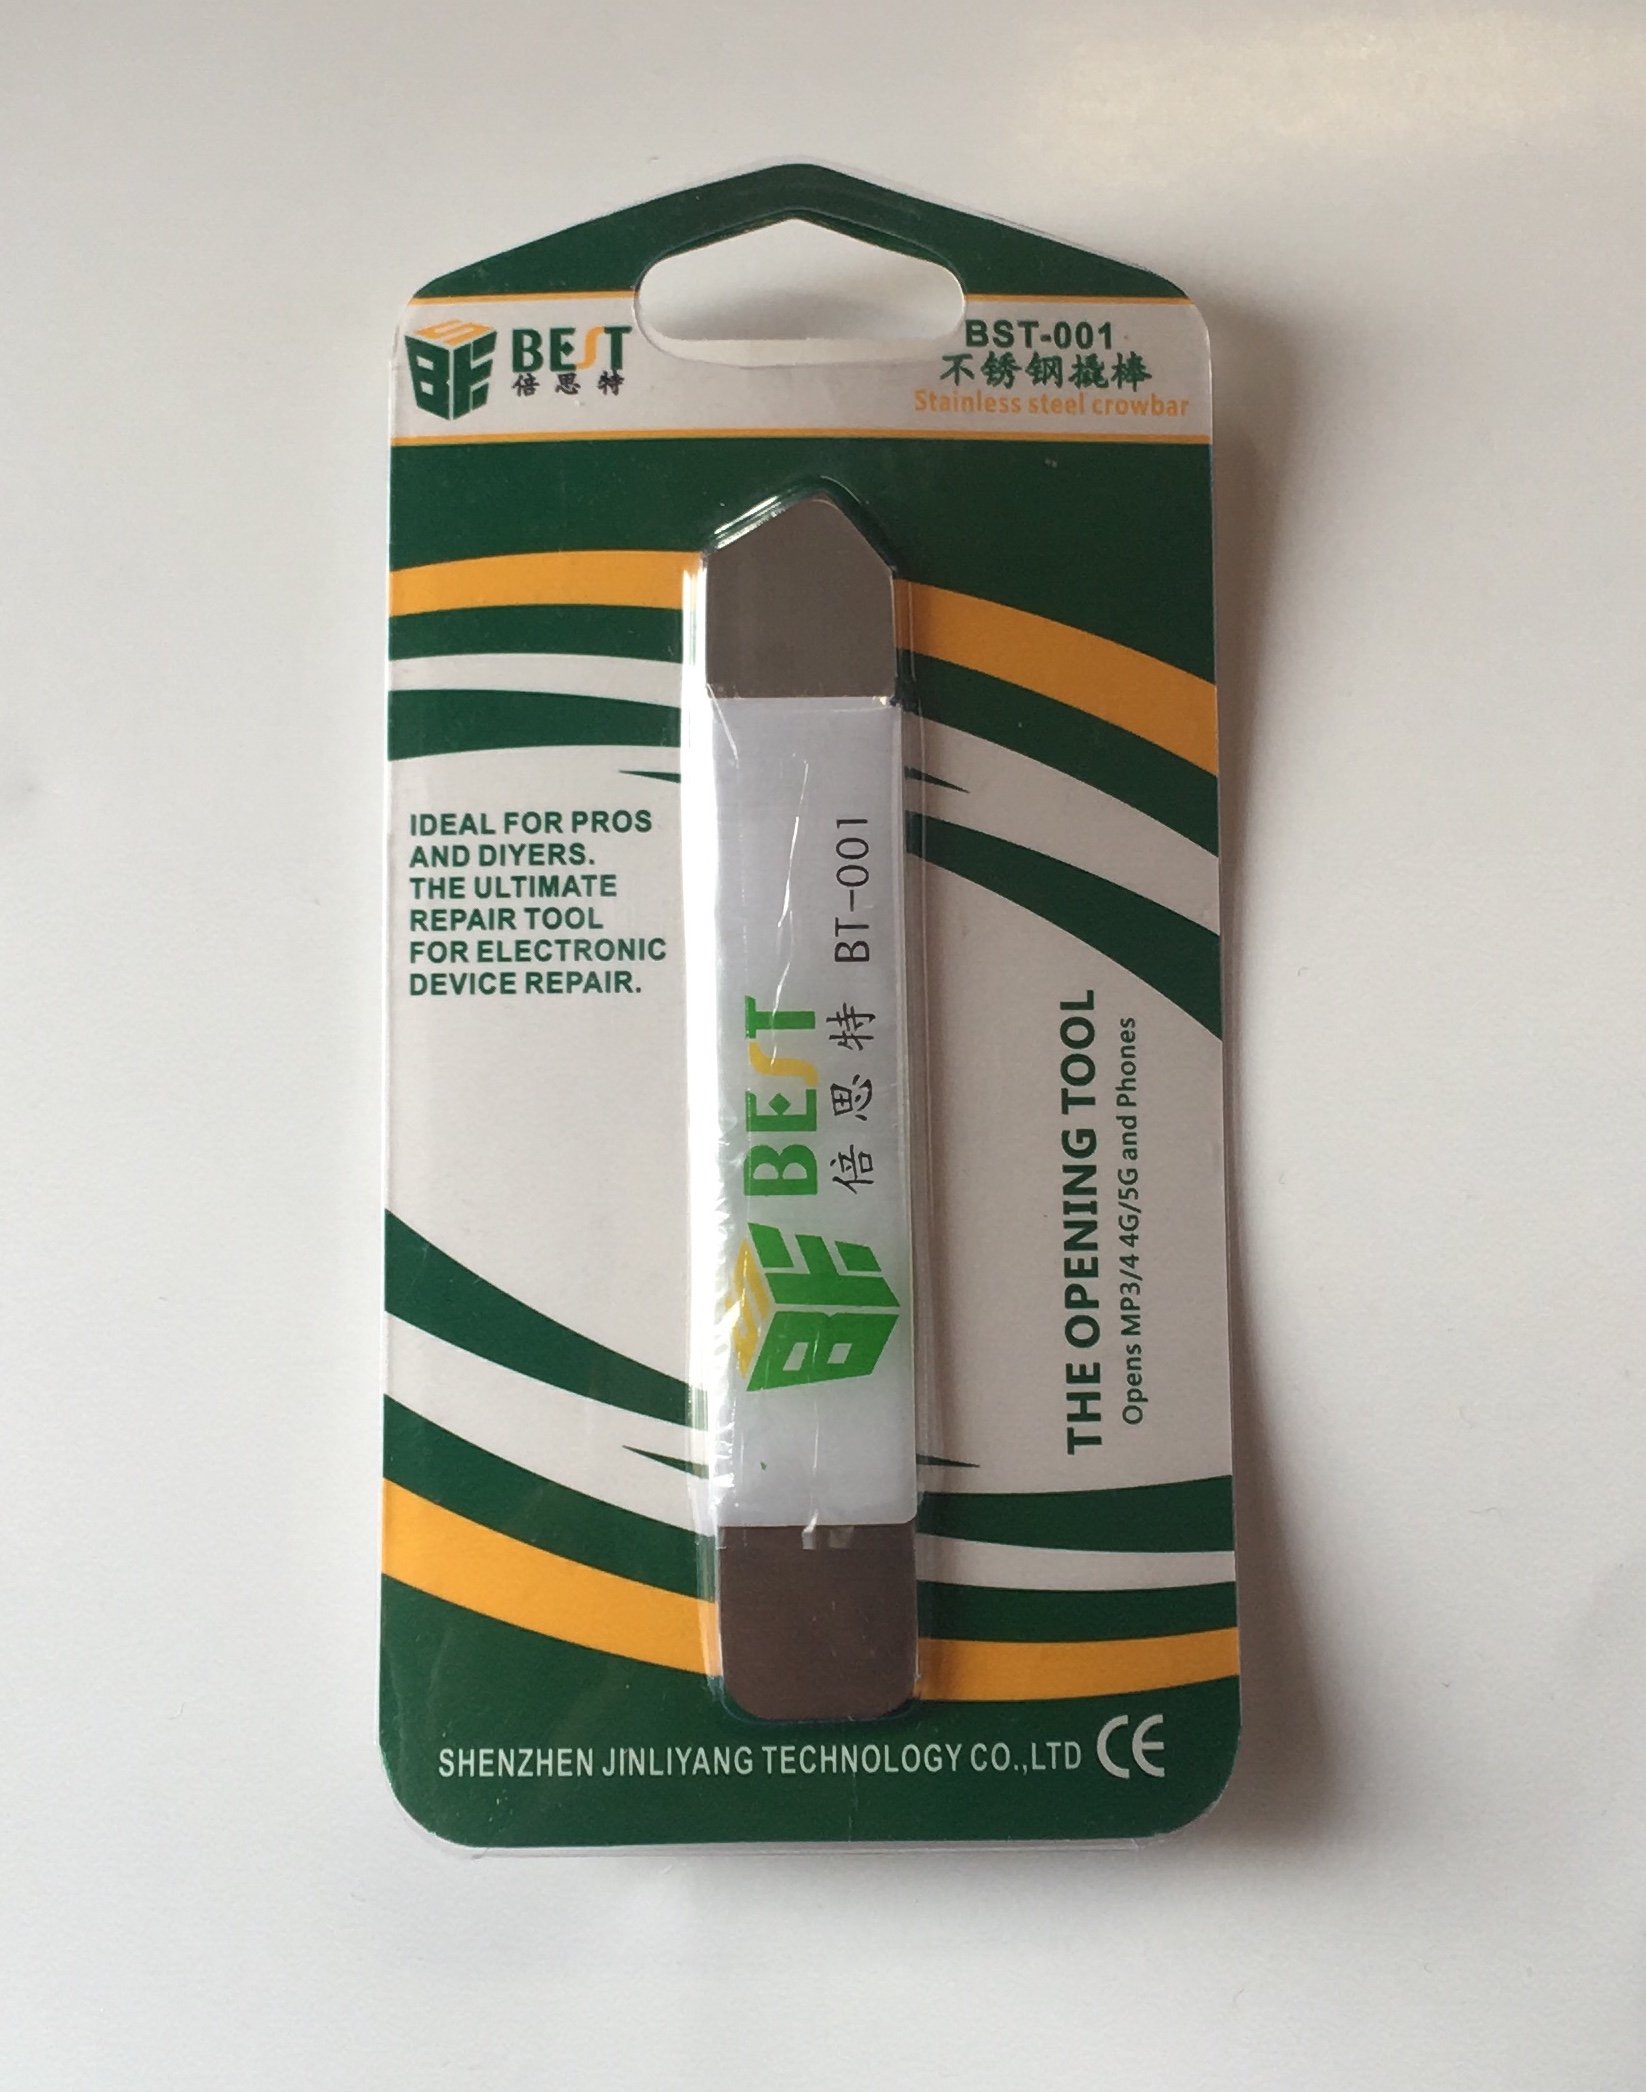 BEST
倍思特
BST-001
不锈钢撬棒
Stainless steel crowbar
IDEAL FOR PROS
AND DIYERS.
THE ULTIMATE
REPAIR TOOL
FOR ELECTRONIC
DEVICE REPAIR.
BEST
倍思特 BT-001
THE OPENING TOOL
Opens MP3/4 4G/5G and Phones
SHENZHEN JINLIYANG TECHNOLOGY CO.,LTD CE